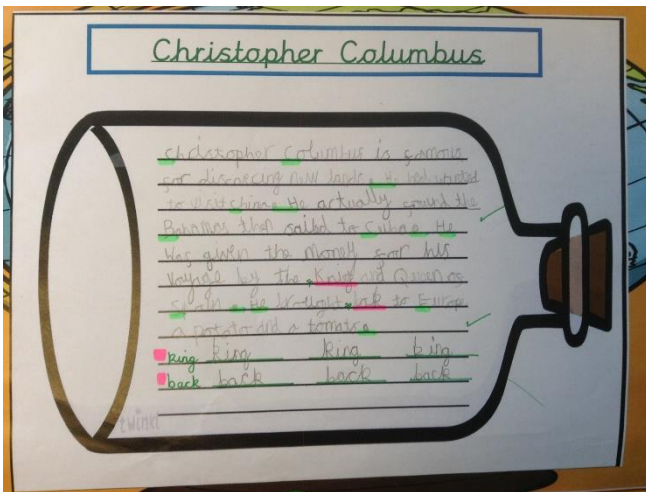 Christopher Columbus
Christopher Columbus is famous
for discovering new lands. He had wanted
to visit China. He actually found the
Bahamas then sailed to Cuba. He
was given the money for his
voyage by the Knig and Queen of
Spain. He brought bak to Europe
a potato and a tomato.
king king king king
back back back back
twinkl